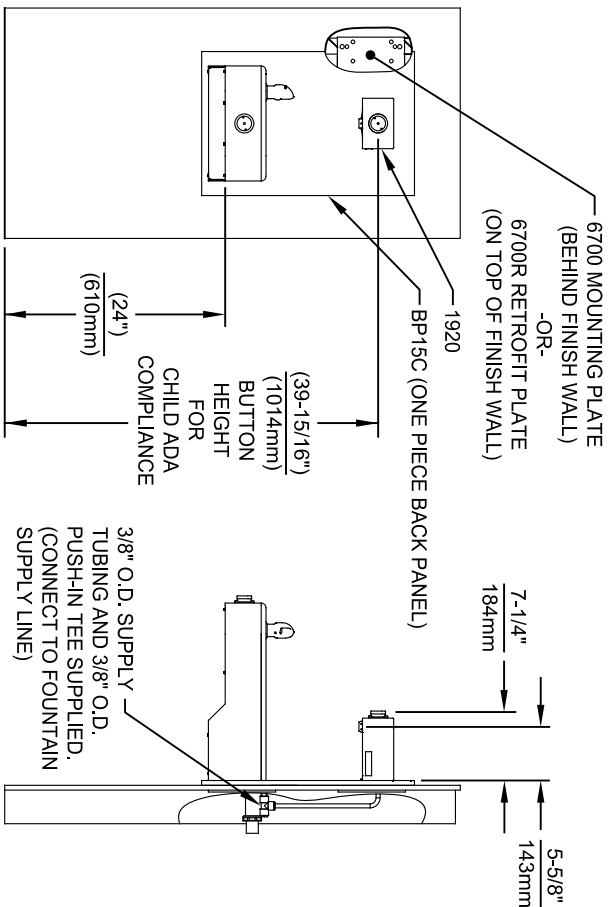 6700 MOUNTING PLATE
(BEHIND FINISH WALL)
-OR-
6700R RETROFIT PLATE
(ON TOP OF FINISH WALL)
1920
BP15C (ONE PIECE BACK PANEL)
(24")
(610mm)
(39-15/16")
(1014mm)
BUTTON
HEIGHT
FOR
CHILD ADA
COMPLIANCE
7-1/4"
184mm
5-5/8"
143mm
3/8" O.D. SUPPLY
TUBING AND 3/8" O.D.
PUSH-IN TEE SUPPLIED.
(CONNECT TO FOUNTAIN
SUPPLY LINE)